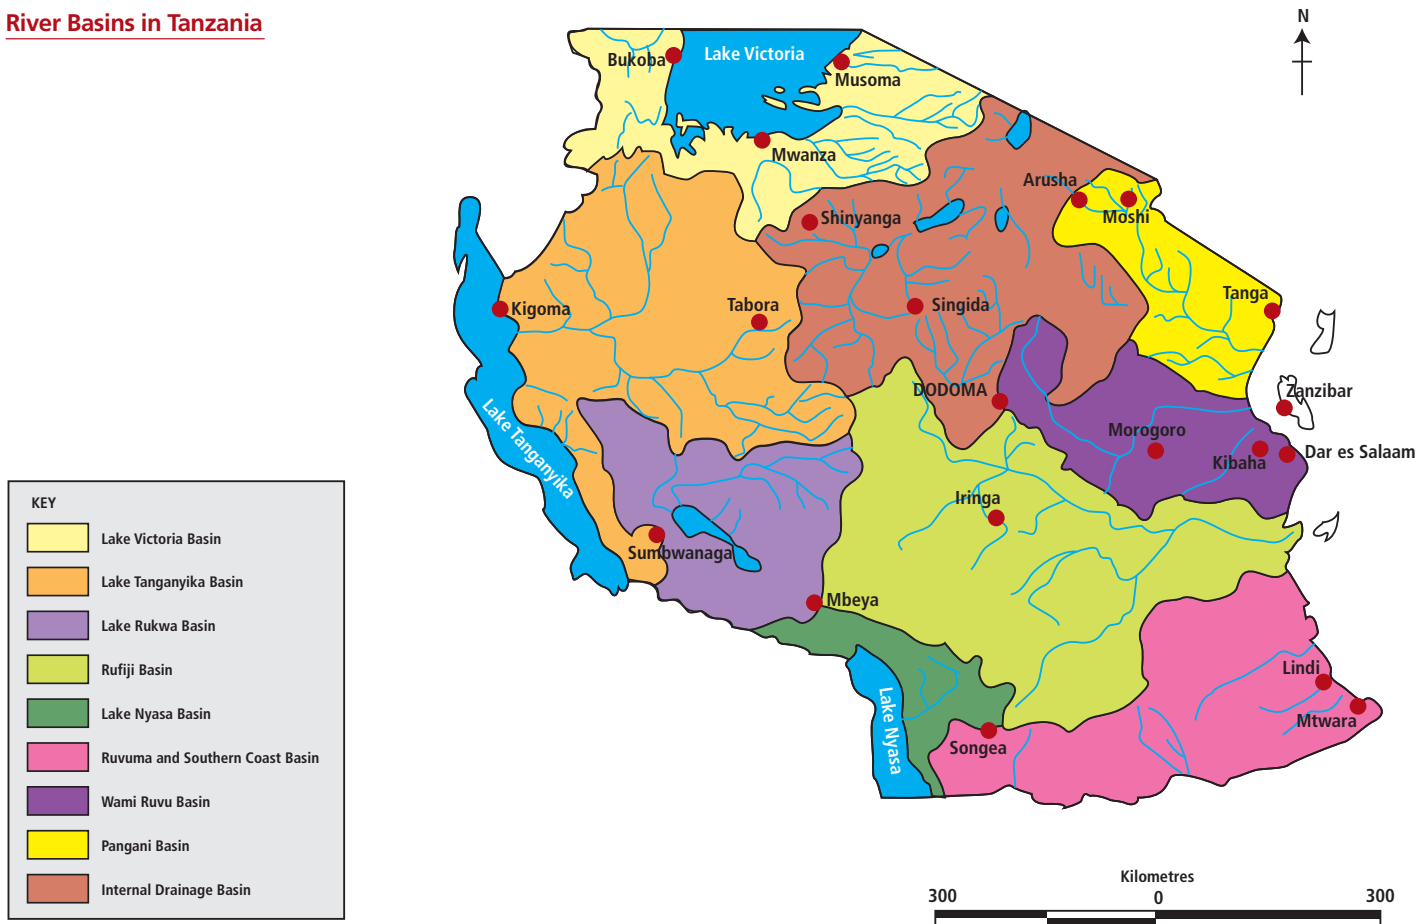 River Basins in Tanzania
N
Bukoba
Lake Victoria
Musoma
Mwanza
Arusha
Moshi
Shinyanga
Kigoma
Tabora
Singida
Tanga
DODOMA
Zanzibar
Lake Tanganyika
Morogoro
Kibaha
Dar es Salaam
Iringa
Sumbwanaga
Mbeya
Lake Nyasa
Songea
Lindi
Mtwara
KEY
Lake Victoria Basin
Lake Tanganyika Basin
Lake Rukwa Basin
Rufiji Basin
Lake Nyasa Basin
Ruvuma and Southern Coast Basin
Wami Ruvu Basin
Pangani Basin
Internal Drainage Basin
Kilometres
300 0 300